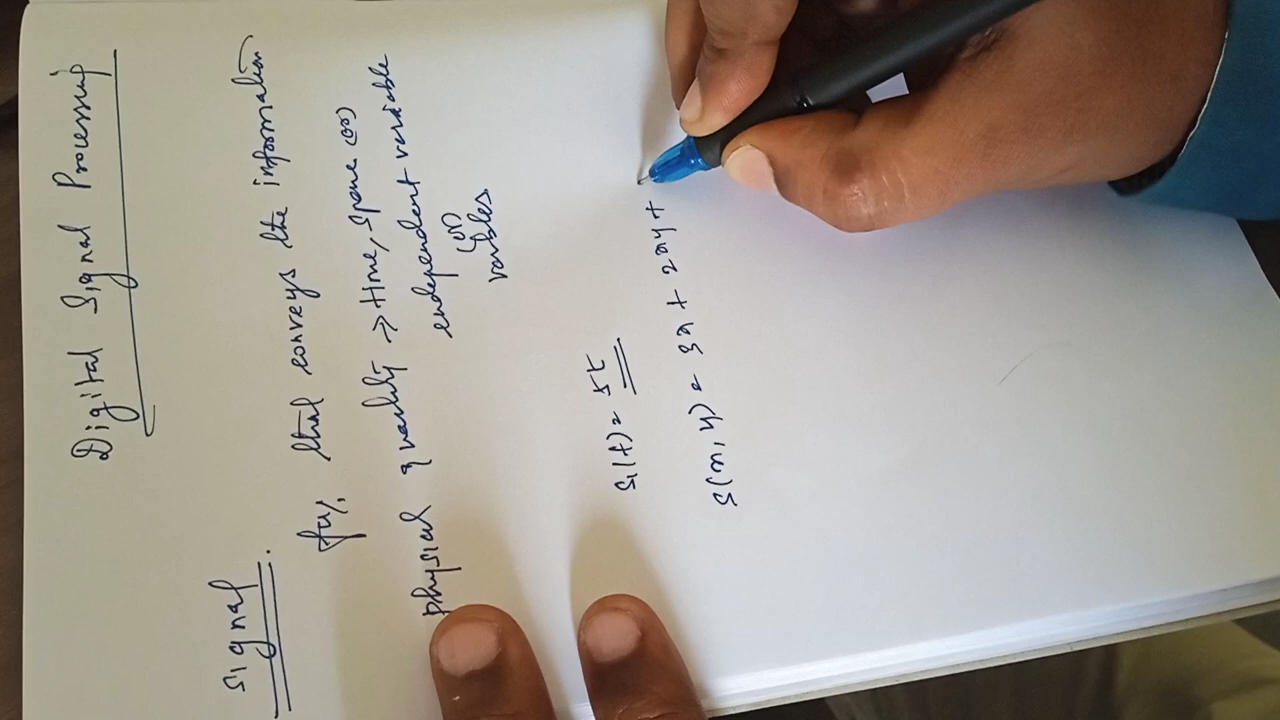 Digital Signal Processing
Signal:
fn, that conveys the information
physical quantity → time, space (or)
independent variable
(or)
variables
S₁(t) = 5t
S(x, y) = 3x + 2xy +